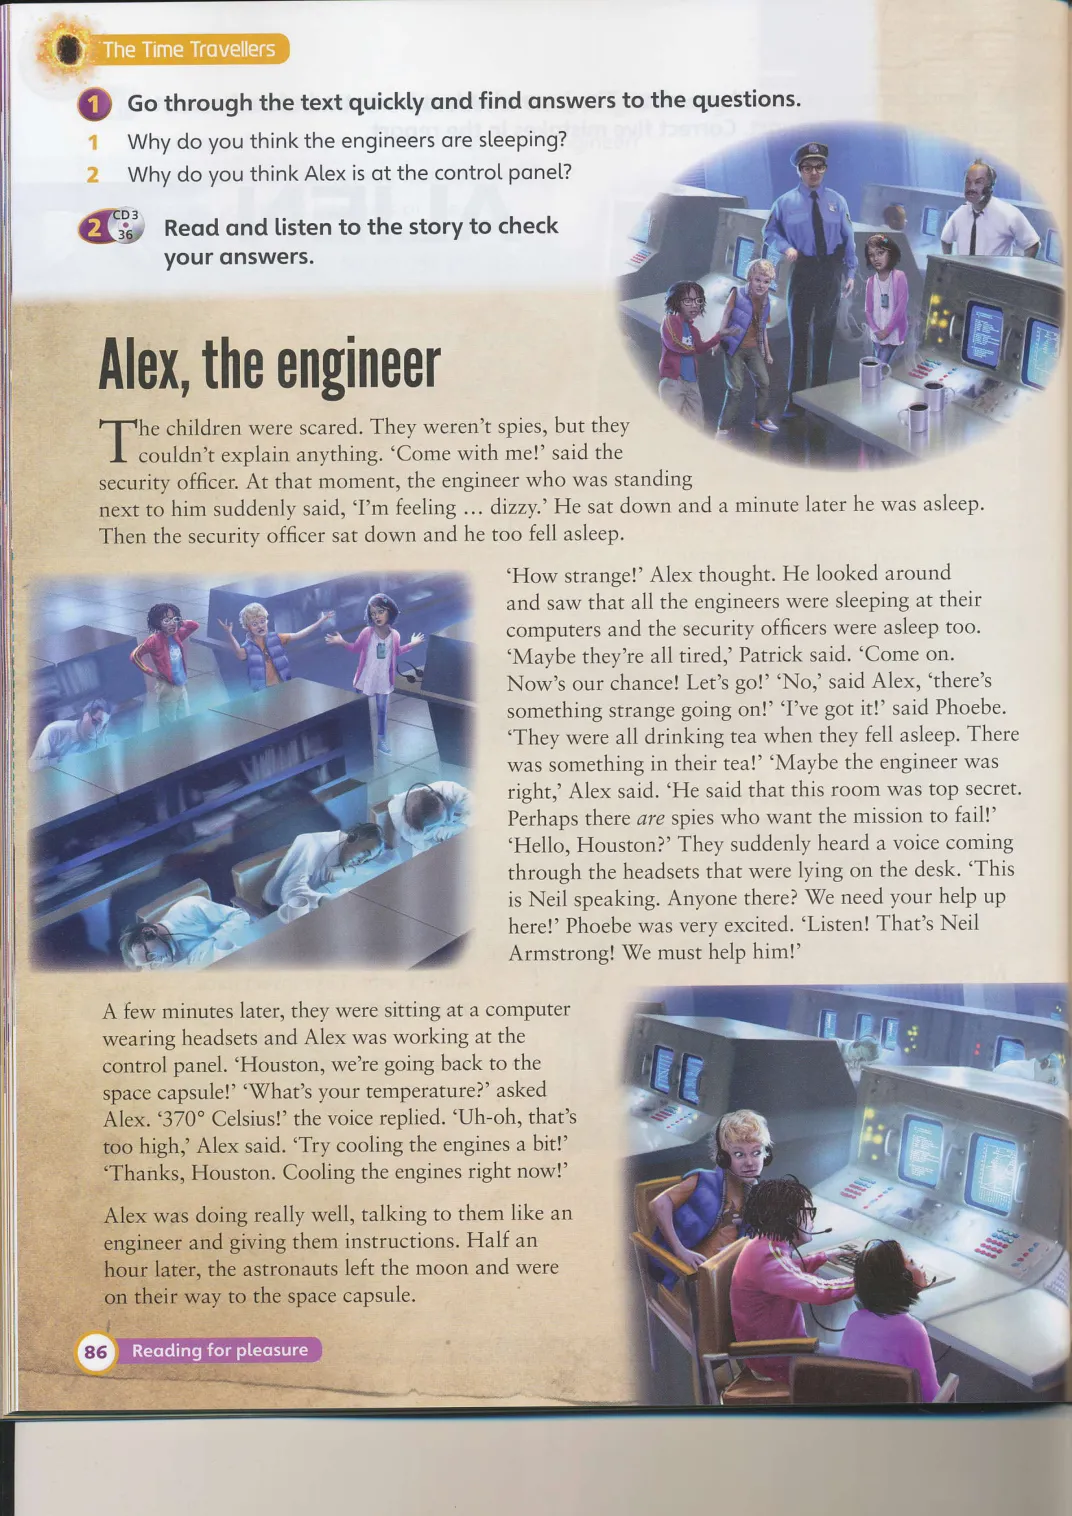 The Time Travellers
1 Go through the text quickly and find answers to the questions.
1 Why do you think the engineers are sleeping?
2 Why do you think Alex is at the control panel?
2 CD3 36 Read and listen to the story to check
your answers.
Alex, the engineer
The children were scared. They weren't spies, but they
couldn't explain anything. 'Come with me!' said the
security officer. At that moment, the engineer who was standing
next to him suddenly said, 'I'm feeling ... dizzy.' He sat down and a minute later he was asleep.
Then the security officer sat down and he too fell asleep.
'How strange!' Alex thought. He looked around
and saw that all the engineers were sleeping at their
computers and the security officers were asleep too.
'Maybe they're all tired,' Patrick said. 'Come on.
Now's our chance! Let's go!' 'No,' said Alex, 'there's
something strange going on!' 'I've got it!' said Phoebe.
'They were all drinking tea when they fell asleep. There
was something in their tea!' 'Maybe the engineer was
right,' Alex said. 'He said that this room was top secret.
Perhaps there are spies who want the mission to fail!'
'Hello, Houston?' They suddenly heard a voice coming
through the headsets that were lying on the desk. 'This
is Neil speaking. Anyone there? We need your help up
here!' Phoebe was very excited. 'Listen! That's Neil
Armstrong! We must help him!'
A few minutes later, they were sitting at a computer
wearing headsets and Alex was working at the
control panel. 'Houston, we're going back to the
space capsule!' 'What's your temperature?' asked
Alex. '370° Celsius!' the voice replied. 'Uh-oh, that's
too high,' Alex said. 'Try cooling the engines a bit!'
'Thanks, Houston. Cooling the engines right now!'
Alex was doing really well, talking to them like an
engineer and giving them instructions. Half an
hour later, the astronauts left the moon and were
on their way to the space capsule.
86 Reading for pleasure